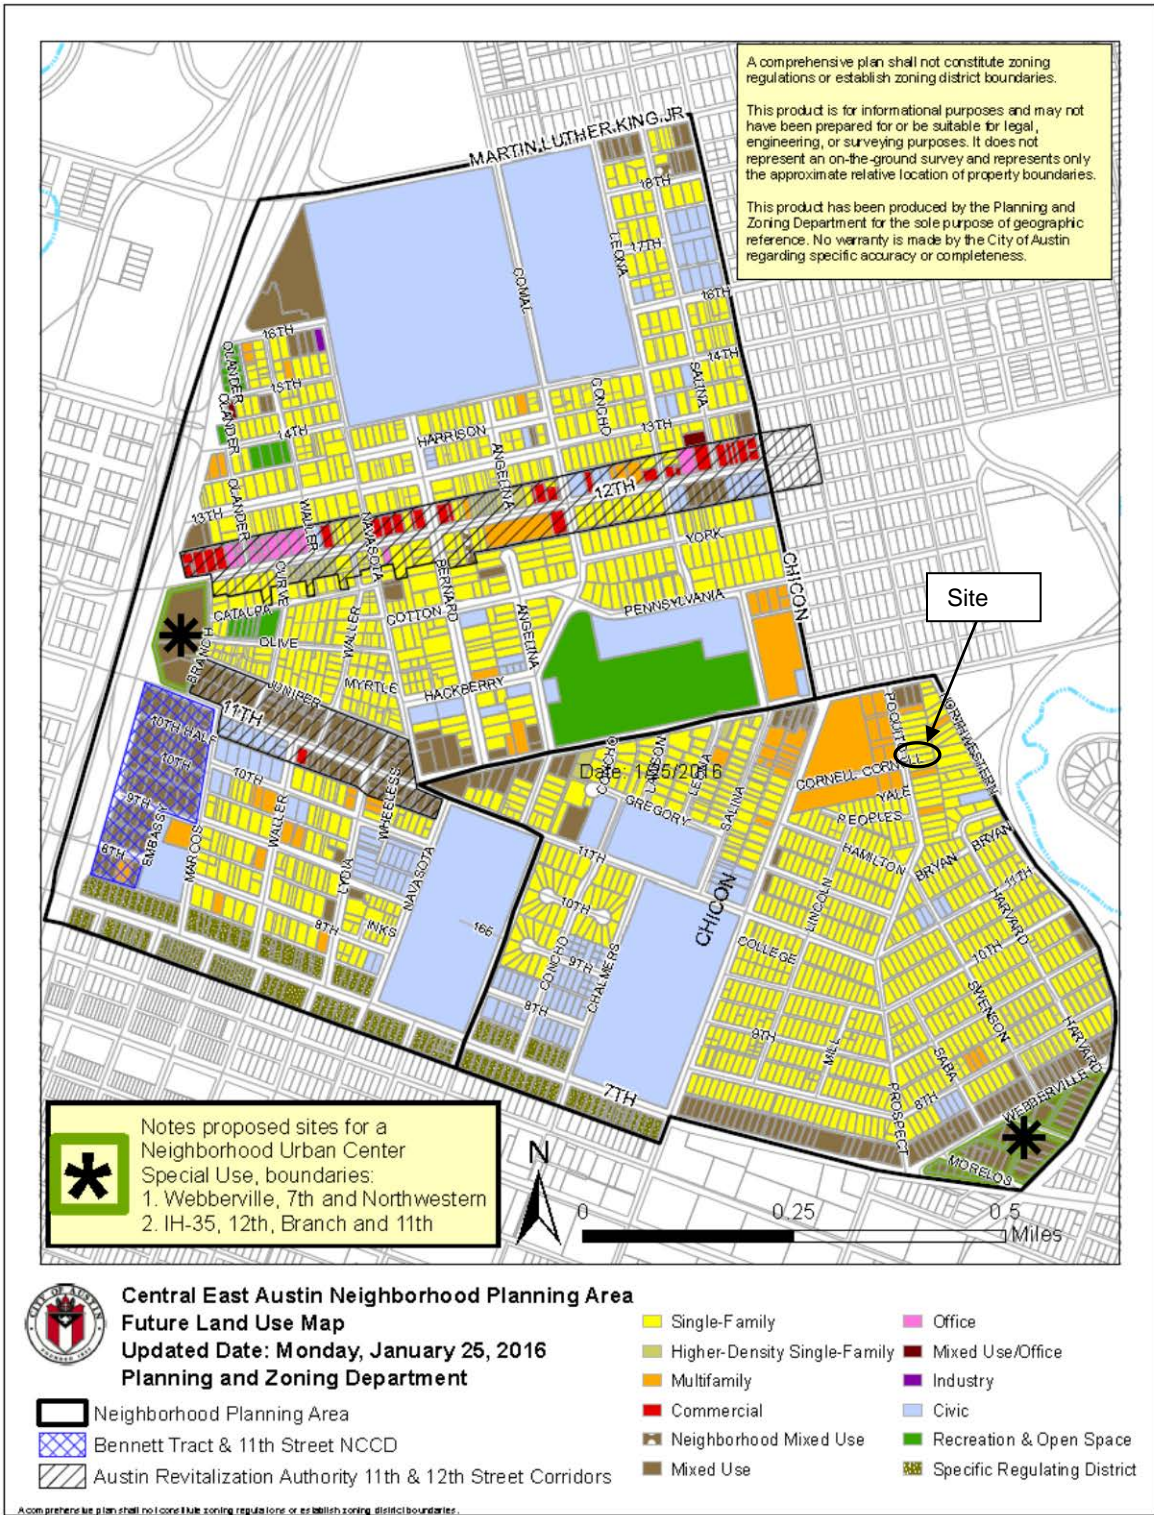 A comprehensive plan shall not constitute zoning
regulations or establish zoning district boundaries.
This product is for informational purposes and may not
have been prepared for or be suitable for legal,
engineering, or surveying purposes. It does not
represent an on-the-ground survey and represents only
the approximate relative location of property boundaries.
This product has been produced by the Planning and
Zoning Department for the sole purpose of geographic
reference. No warranty is made by the City of Austin
regarding specific accuracy or completeness.
MARTIN LUTHER KING JR
18TH
LEONA
17TH
COMAL
16TH
16TH
OLANDER
14TH
15TH
SALINA
CONCHO
OLANDER
14TH
HARRISON
13TH
ANGELINA
OLANDER
12TH
13TH
WALLER
NAVASOTA
YORK
CURVE
BERNARD
CHICON
CATALPA
COTTON
PENNSYLVANIA
Site
WALLER
ANGELINA
OLIVE
BRANCH
MYRTLE
HACKBERRY
JUNIPER
11TH
POQUITO
NORTHWESTERN
10TH HALF
CONCHO
LAWSON
LEONA
CORNELL CORNELL
Date: 1/25/2016
10TH
10TH
YALE
GREGORY
SALINA
PEOPLES
9TH
WALLER
WHEELESS
BRYAN
EMBASSY
MARCOS
11TH
HAMILTON
BRYAN
8TH
LYDIA
NAVASOTA
CHICON
LINCOLN
11TH
HARVARD
10TH
8TH
INKS
166
COLLEGE
10TH
CONCHO
9TH
CHALMERS
SWENSON
8TH
9TH
MILL
SABA
HARVARD
7TH
PROSPECT
8TH
WEBBERVILLE
MORELOS
Notes proposed sites for a
Neighborhood Urban Center
Special Use, boundaries:
1. Webberville, 7th and Northwestern
2. IH-35, 12th, Branch and 11th
N
0 0.25 0.5
Miles
CITY OF AUSTIN
Central East Austin Neighborhood Planning Area
Future Land Use Map
Updated Date: Monday, January 25, 2016
Planning and Zoning Department
Neighborhood Planning Area
Bennett Tract & 11th Street NCCD
Austin Revitalization Authority 11th & 12th Street Corridors
Single-Family
Higher-Density Single-Family
Multifamily
Commercial
Neighborhood Mixed Use
Mixed Use
Office
Mixed Use/Office
Industry
Civic
Recreation & Open Space
Specific Regulating District
A comprehensive plan shall not constitute zoning regulations or establish zoning district boundaries.